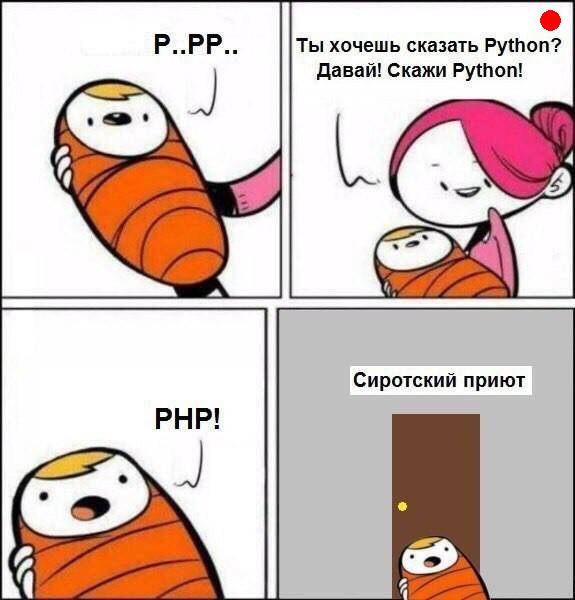 P..PP..
Ты хочешь сказать Python?
Давай! Скажи Python!
PHP!
Сиротский приют